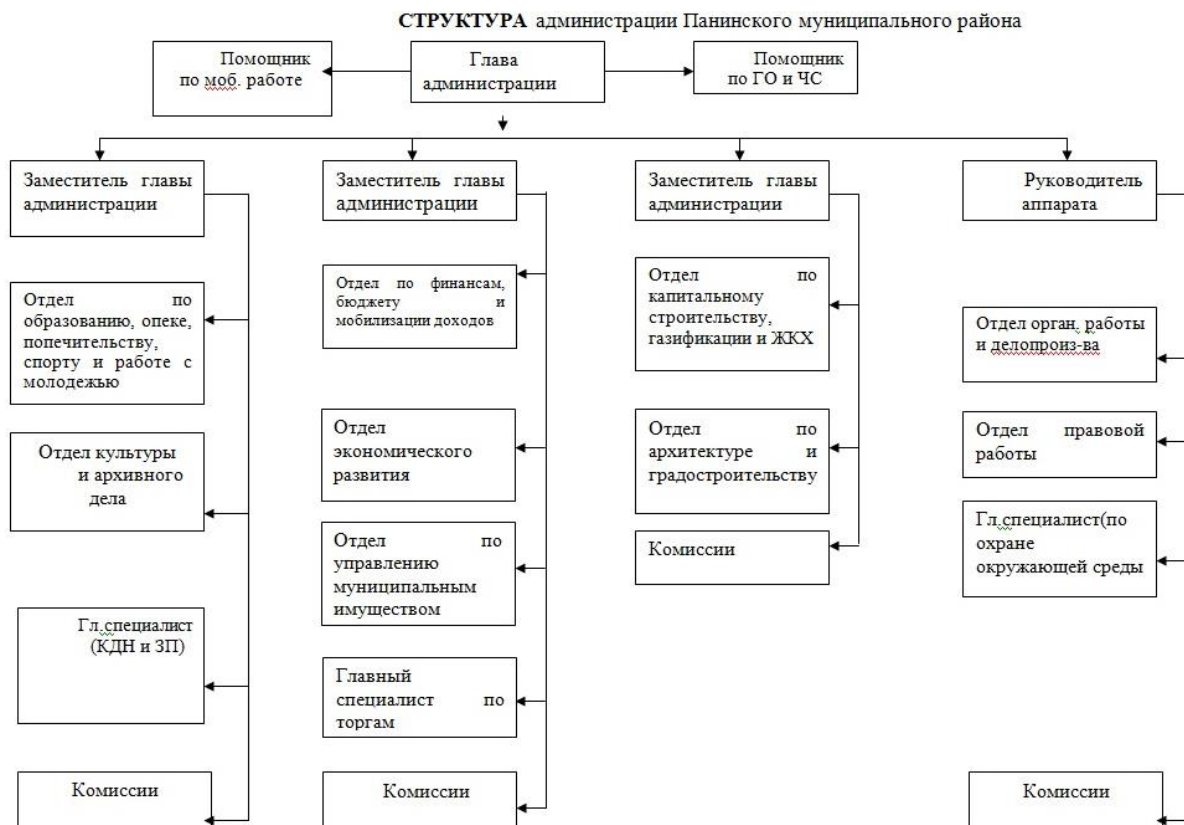 СТРУКТУРА администрации Панинского муниципального района
Помощник
по моб. работе
Глава
администрации
Помощник
по ГО и ЧС
Заместитель главы
администрации
Отдел по
образованию, опеке,
попечительству,
спорту и работе с
молодежью
Отдел культуры
и архивного
дела
Гл.специалист
(КДН и ЗП)
Комиссии
Заместитель главы
администрации
Отдел по финансам,
бюджету и
мобилизации доходов
Отдел
экономического
развития
Отдел по
управлению
муниципальным
имуществом
Главный
специалист по
торгам
Комиссии
Заместитель главы
администрации
Отдел по
капитальному
строительству,
газификации и ЖКХ
Отдел по
архитектуре и
градостроительству
Комиссии
Руководитель
аппарата
Отдел орган. работы
и делопроиз-ва
Отдел правовой
работы
Гл.специалист(по
охране
окружающей среды
Комиссии